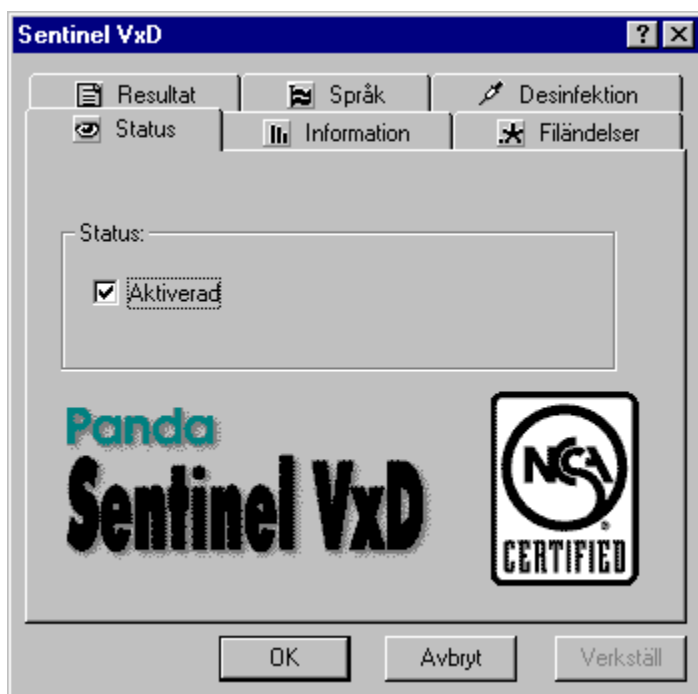 Sentinel VxD
Resultat
Språk
Desinfektion
Status
Information
Filändelser
Status:
Aktiverad
Panda
Sentinel VxD
NCSA
CERTIFIED
OK
Avbryt
Verkställ